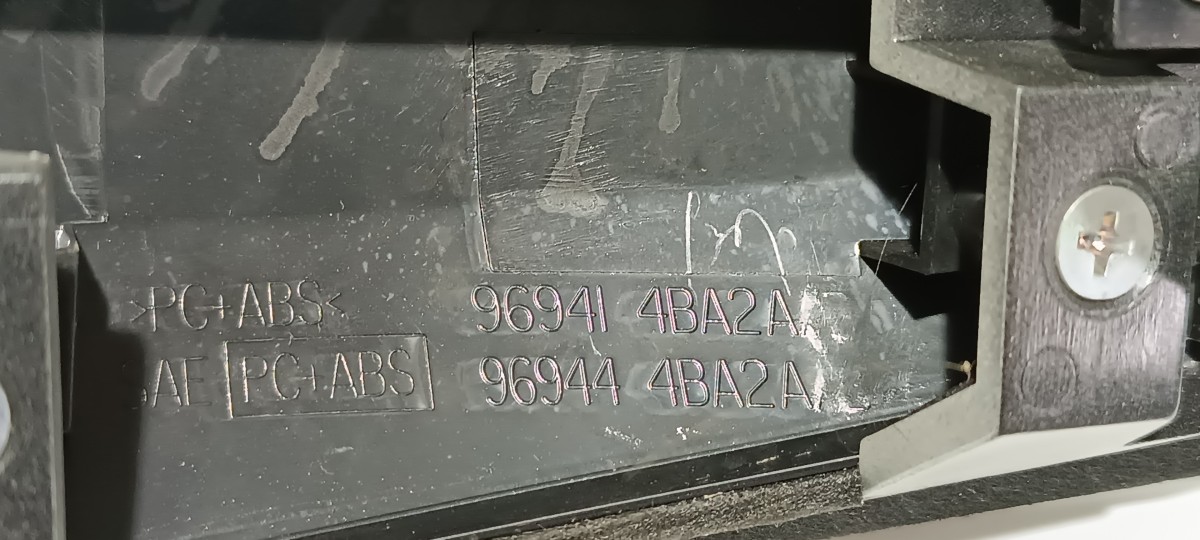 >PC+ABS< 96941 4BA2A
AE PC+ABS 96944 4BA2A